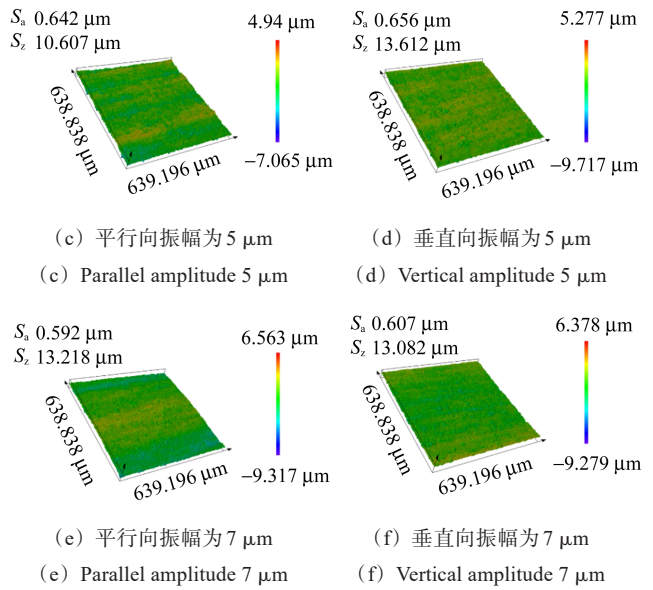 Sa 0.642 μm
Sz 10.607 μm
4.94 μm
638.838 μm
639.196 μm
−7.065 μm
（c）平行向振幅为 5 μm
（c）Parallel amplitude 5 μm
Sa 0.656 μm
Sz 13.612 μm
5.277 μm
638.838 μm
639.196 μm
−9.717 μm
（d）垂直向振幅为 5 μm
（d）Vertical amplitude 5 μm
Sa 0.592 μm
Sz 13.218 μm
6.563 μm
638.838 μm
639.196 μm
−9.317 μm
（e）平行向振幅为 7 μm
（e）Parallel amplitude 7 μm
Sa 0.607 μm
Sz 13.082 μm
6.378 μm
638.838 μm
639.196 μm
−9.279 μm
（f）垂直向振幅为 7 μm
（f）Vertical amplitude 7 μm